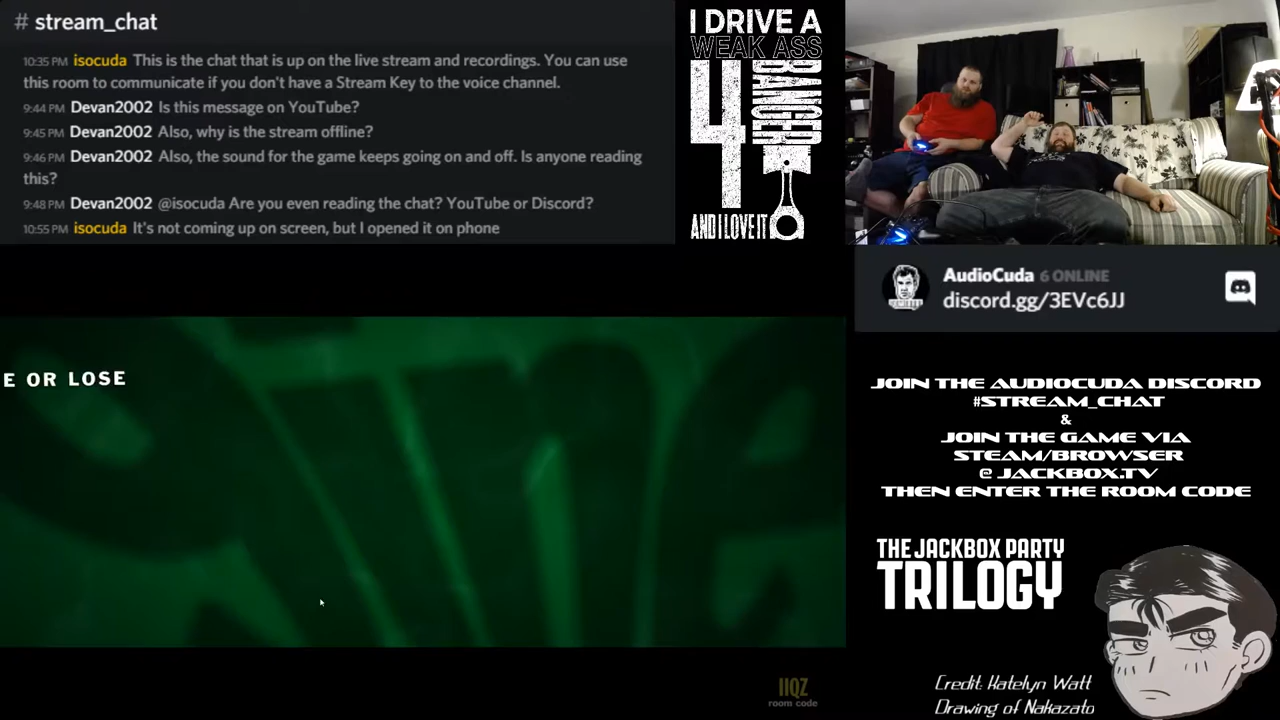 # stream_chat
10:35 PM isocuda This is the chat that is up on the live stream and recordings. You can use
this room to communicate if you don't have a Steam Key to the voice channel.
9:44 PM Devan2002 Is this message on YouTube?
9:45 PM Devan2002 Also, why is the stream offline?
9:46 PM Devan2002 Also, the sound for the game keeps going on and off. Is anyone reading
this?
9:48 PM Devan2002 @isocuda Are you even reading the chat? YouTube or Discord?
10:55 PM isocuda It's not coming up on screen, but I opened it on phone
I DRIVE A
WEAK ASS
4
BANGER
AND I LOVE IT
AudioCuda 6 ONLINE
discord.gg/3EVc6JJ
E OR LOSE
JOIN THE AUDIOCUDA DISCORD
#STREAM_CHAT
&
JOIN THE GAME VIA
STEAM/BROWSER
@ JACKBOX.TV
THEN ENTER THE ROOM CODE
THE JACKBOX PARTY
TRILOGY
IIQZ
room code
Credit: Katelyn Watt
Drawing of Nakazato